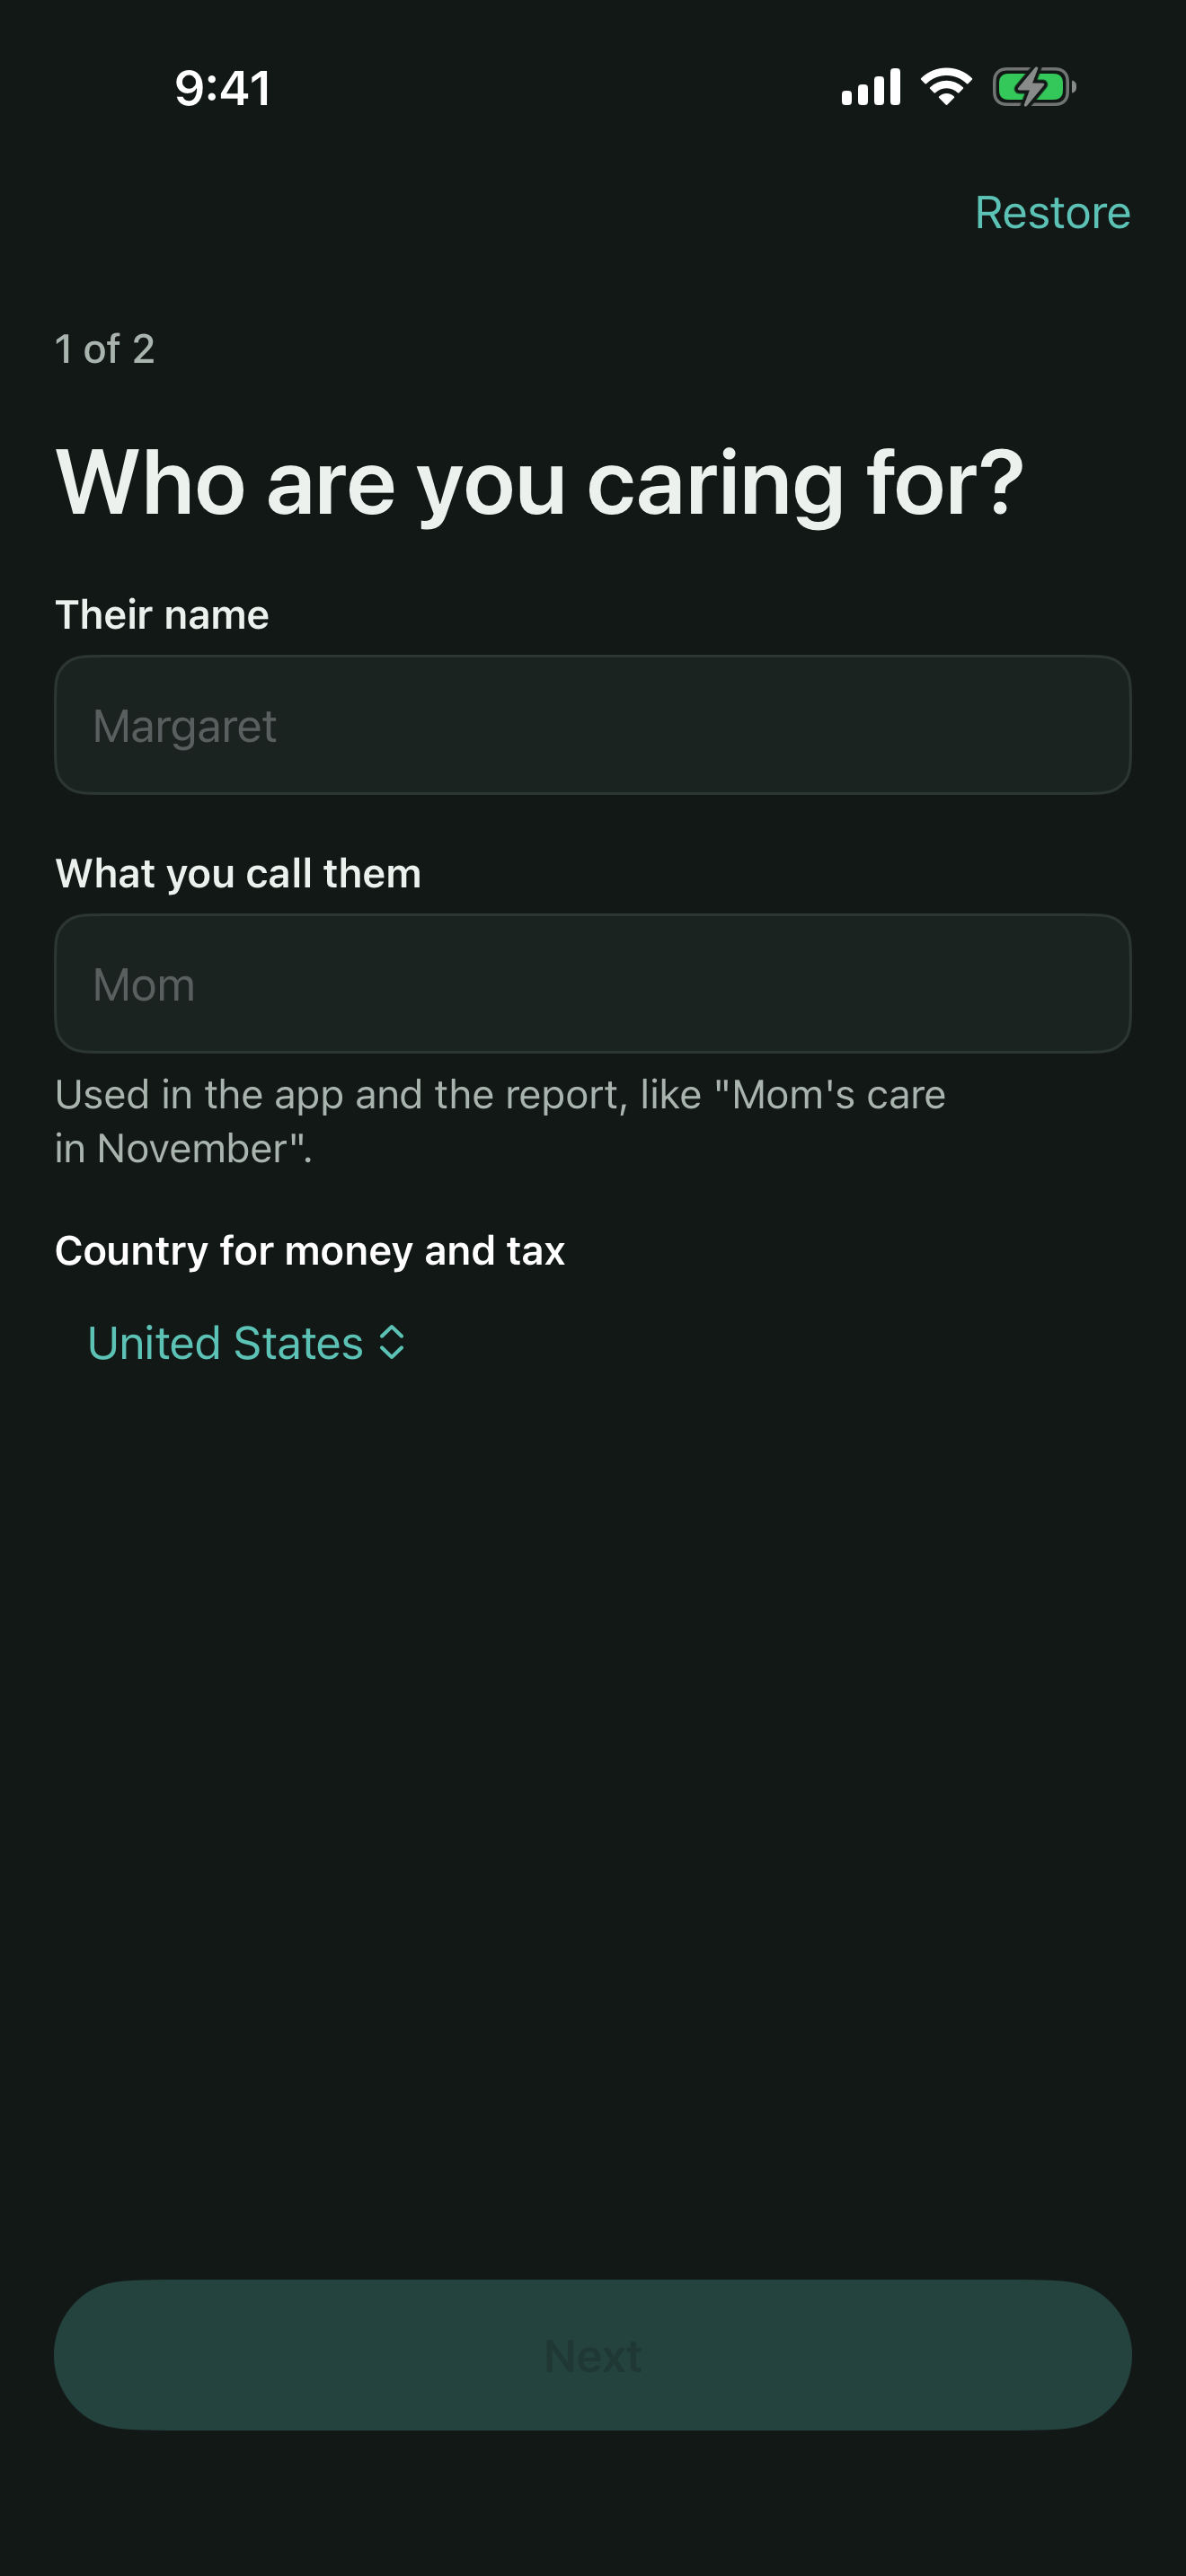 9:41
Restore
1 of 2
Who are you caring for?
Their name
Margaret
What you call them
Mom
Used in the app and the report, like "Mom's care
in November".
Country for money and tax
United States
Next